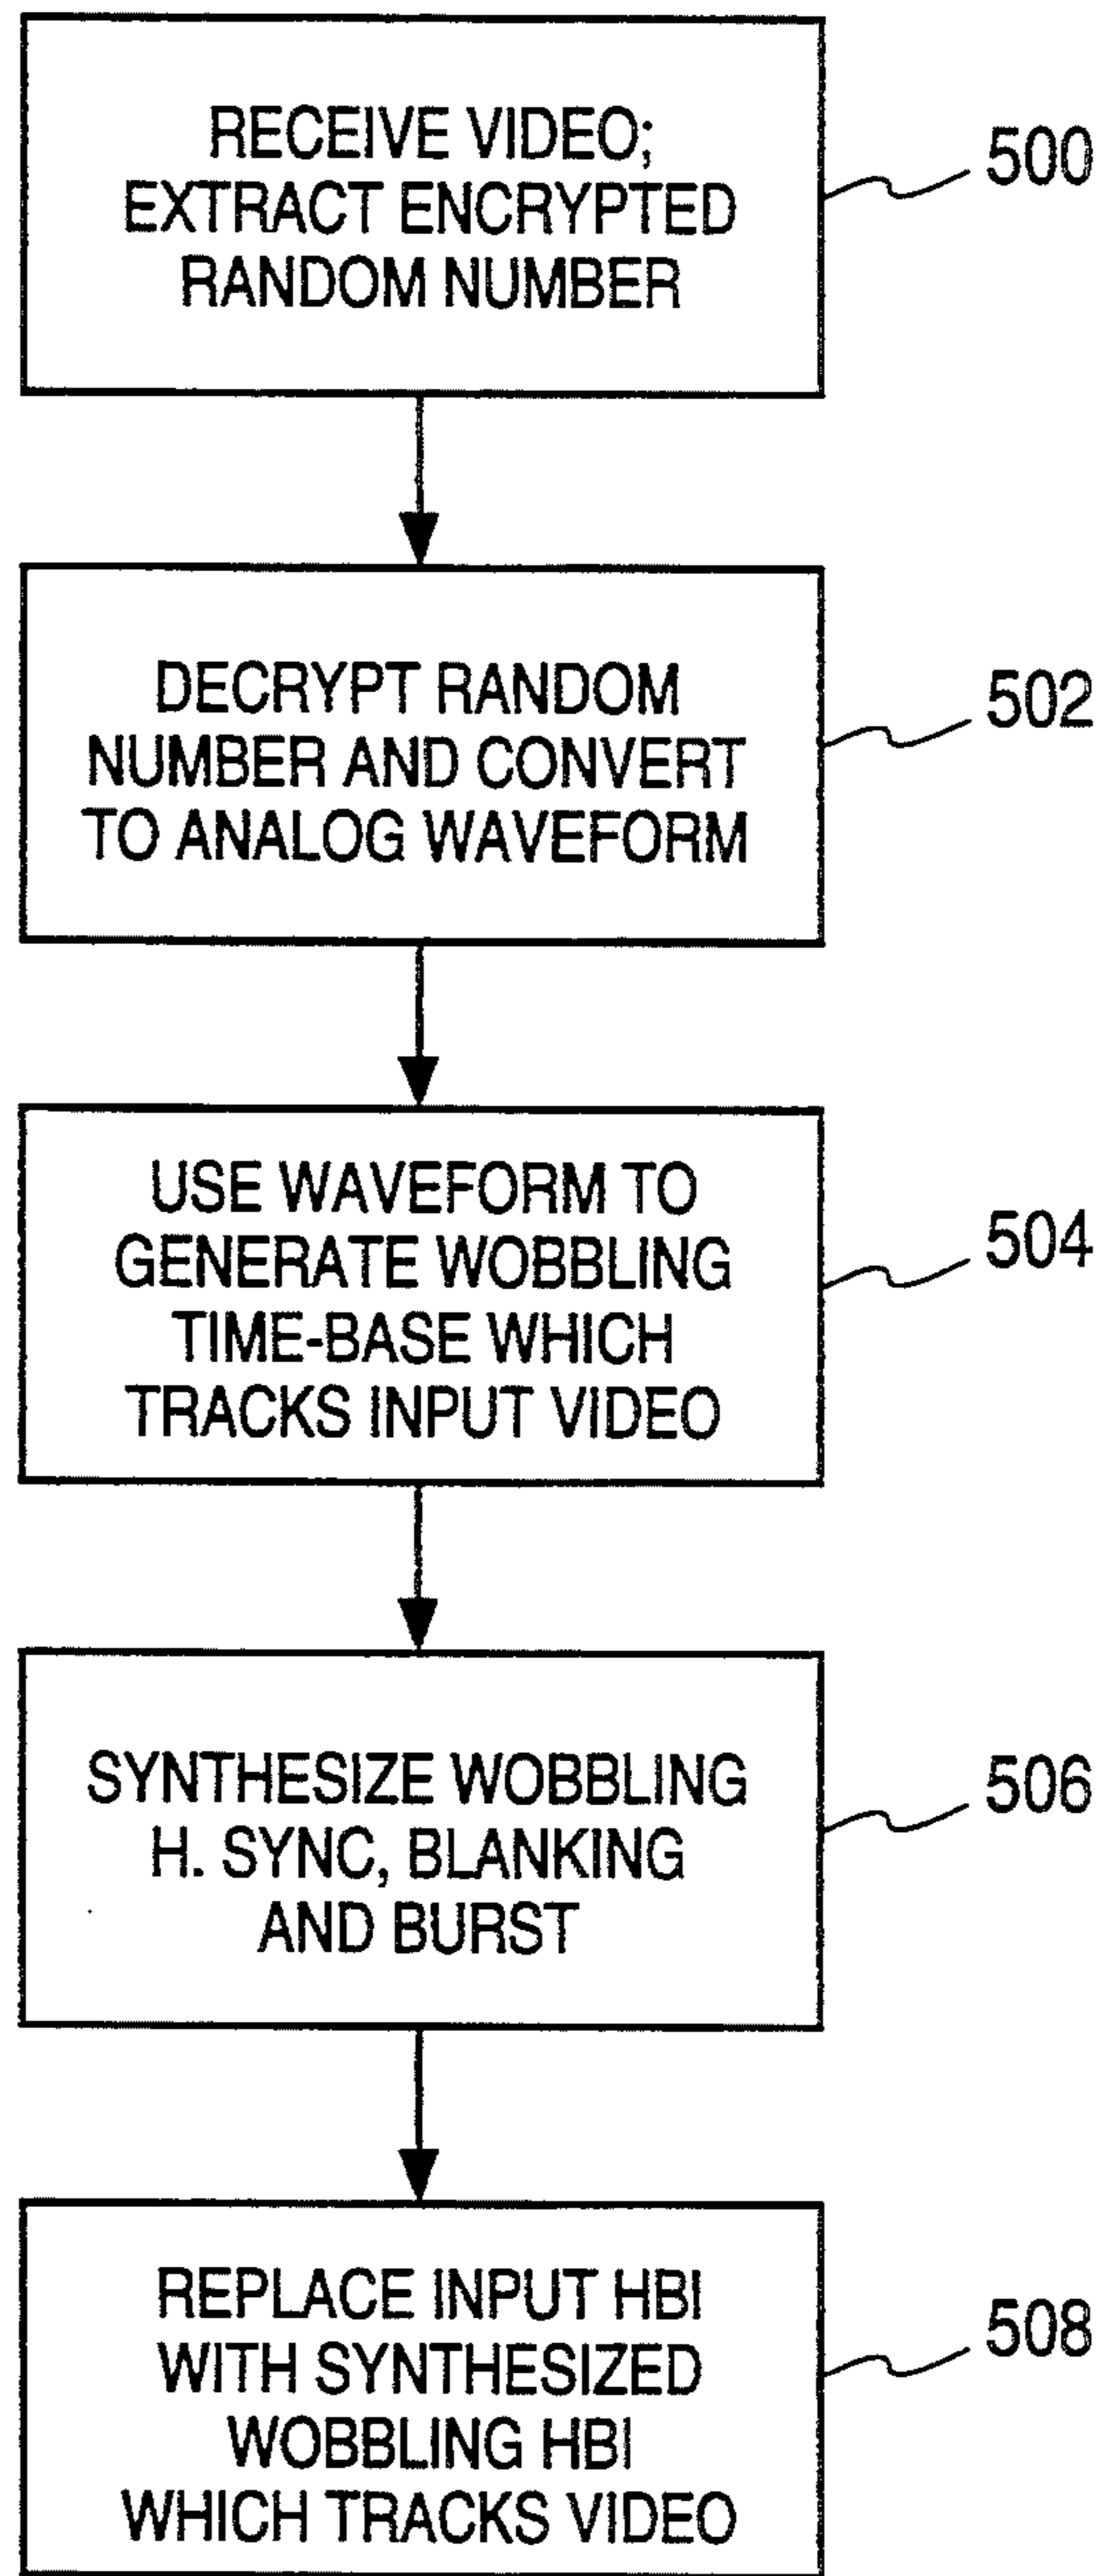 RECEIVE VIDEO;
EXTRACT ENCRYPTED
RANDOM NUMBER
500
DECRYPT RANDOM
NUMBER AND CONVERT
TO ANALOG WAVEFORM
502
USE WAVEFORM TO
GENERATE WOBBLING
TIME-BASE WHICH
TRACKS INPUT VIDEO
504
SYNTHESIZE WOBBLING
H. SYNC, BLANKING
AND BURST
506
REPLACE INPUT HBI
WITH SYNTHESIZED
WOBBLING HBI
WHICH TRACKS VIDEO
508